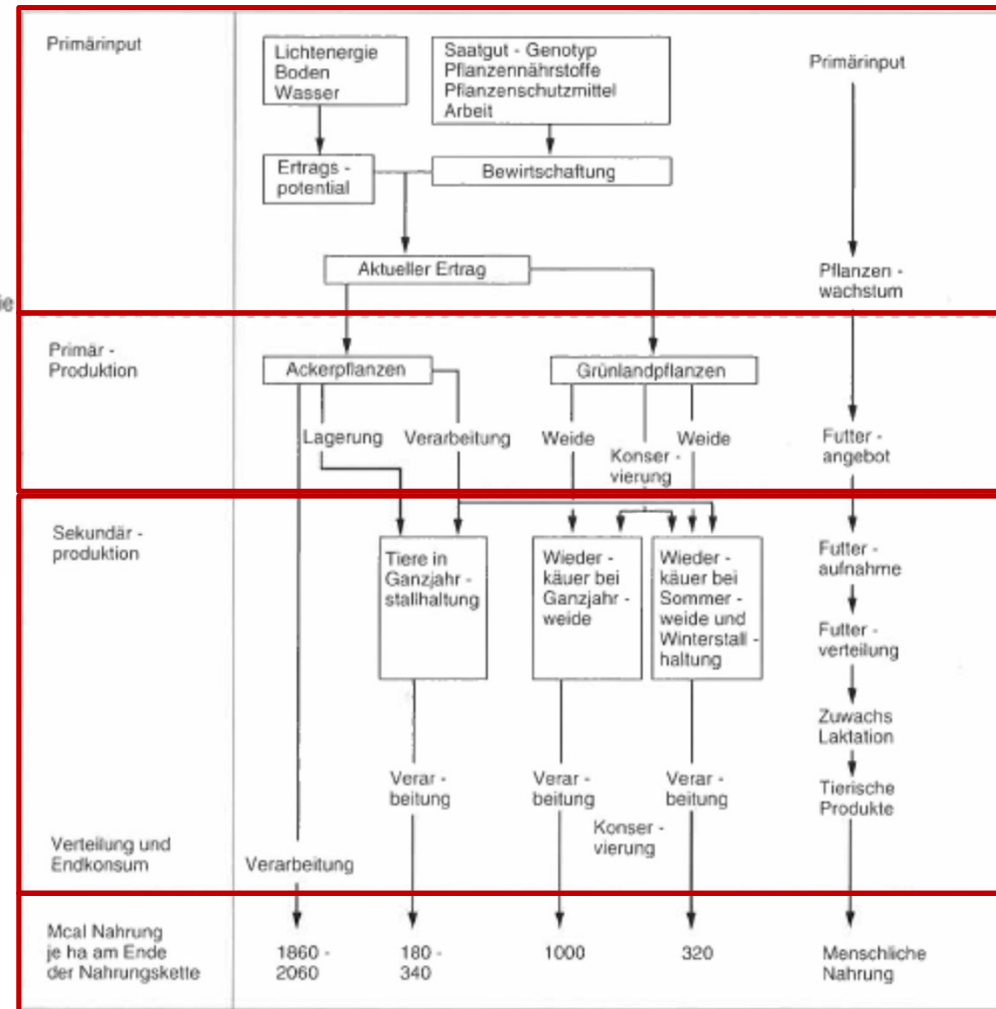 Primärinput
Lichtenergie
Boden
Wasser
Saatgut - Genotyp
Pflanzennährstoffe
Pflanzenschutzmittel
Arbeit
Primärinput
Ertrags -
potential
Bewirtschaftung
Aktueller Ertrag
Pflanzen -
wachstum
ie
Primär -
Produktion
Ackerpflanzen
Grünlandpflanzen
Lagerung
Verarbeitung
Weide
Konser -
vierung
Weide
Futter -
angebot
Sekundär -
produktion
Tiere in
Ganzjahr -
stallhaltung
Wieder -
käuer bei
Ganzjahr -
weide
Wieder -
käuer bei
Sommer -
weide und
Winterstall -
haltung
Futter -
aufnahme
Futter -
verteilung
Zuwachs
Laktation
Tierische
Produkte
Verar -
beitung
Verar -
beitung
Verar -
beitung
Konser -
vierung
Verteilung und
Endkonsum
Verarbeitung
Mcal Nahrung
je ha am Ende
der Nahrungskette
1860 -
2060
180 -
340
1000
320
Menschliche
Nahrung